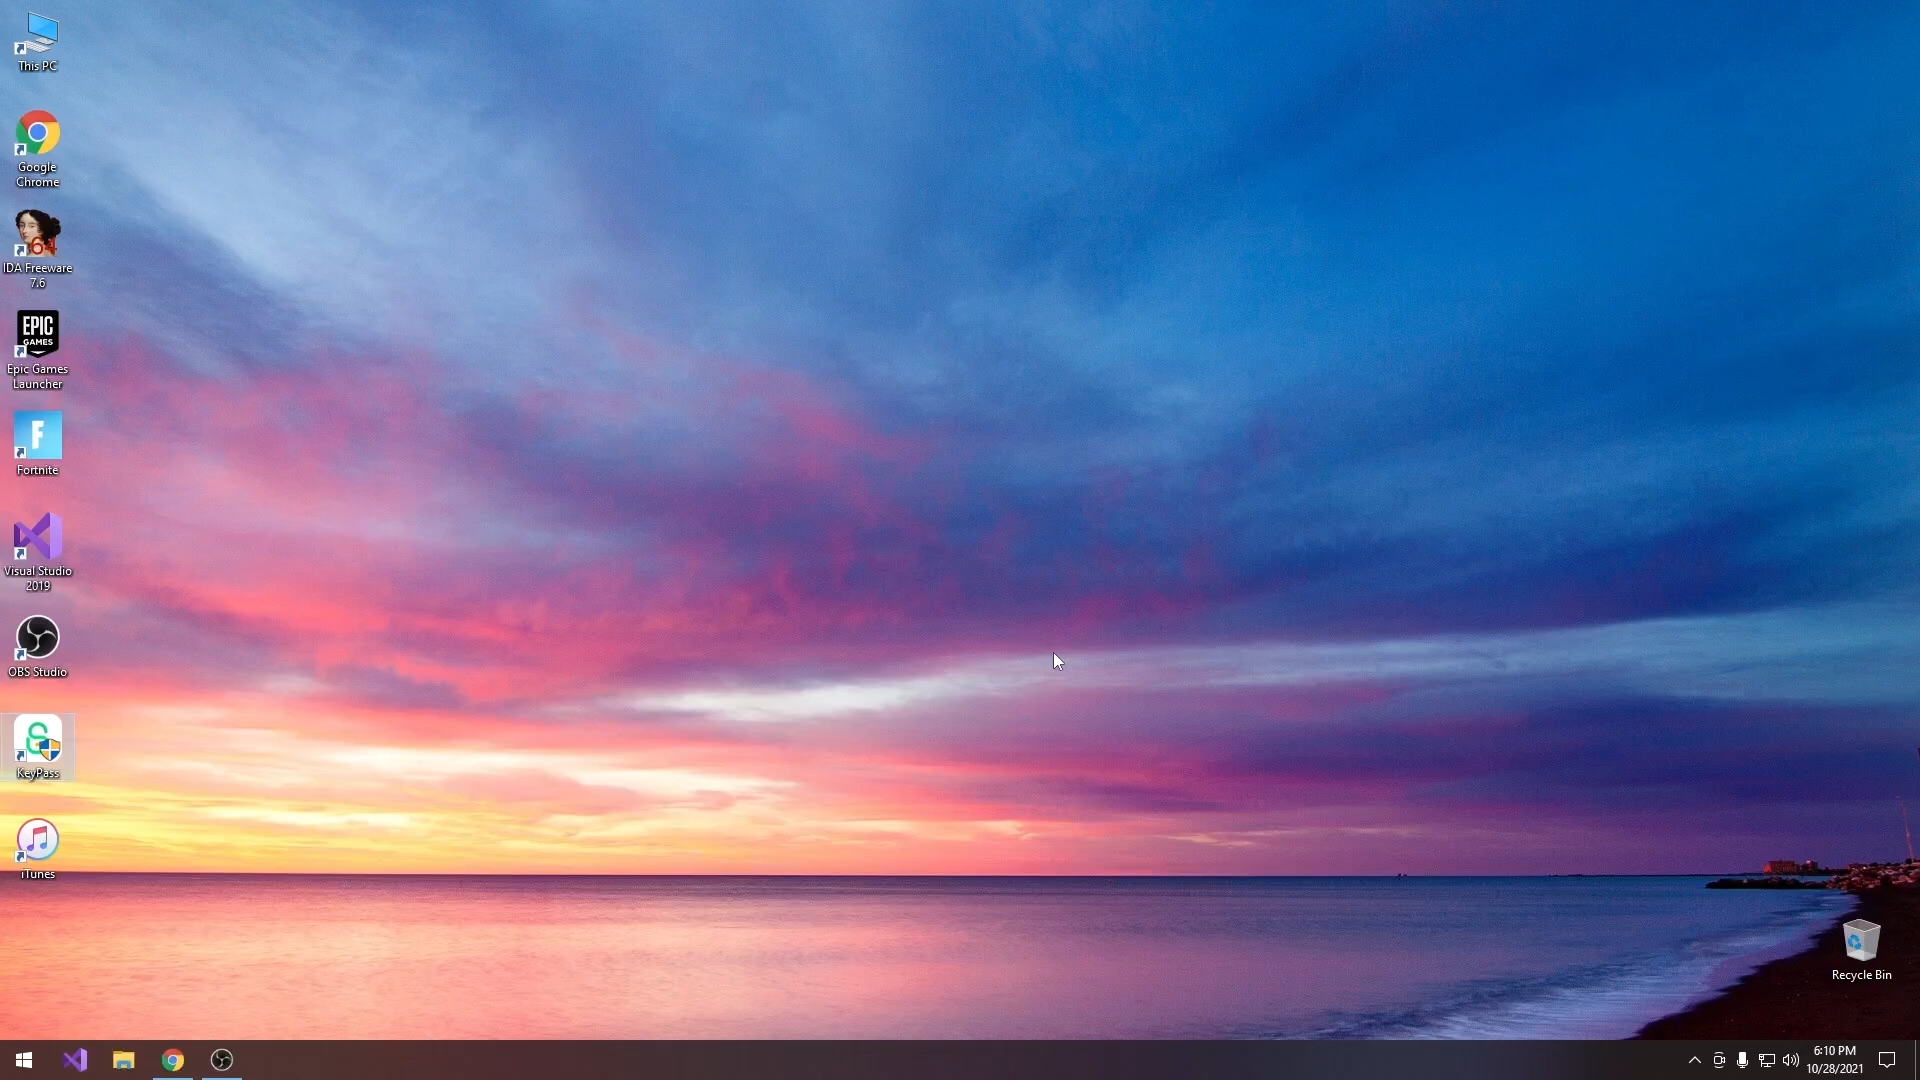 This PC
Google
Chrome
64
IDA Freeware
7.6
EPIC
GAMES
Epic Games
Launcher
F
Fortnite
Visual Studio
2019
OBS Studio
KeyPass
iTunes
Recycle Bin
6:10 PM
10/28/2021